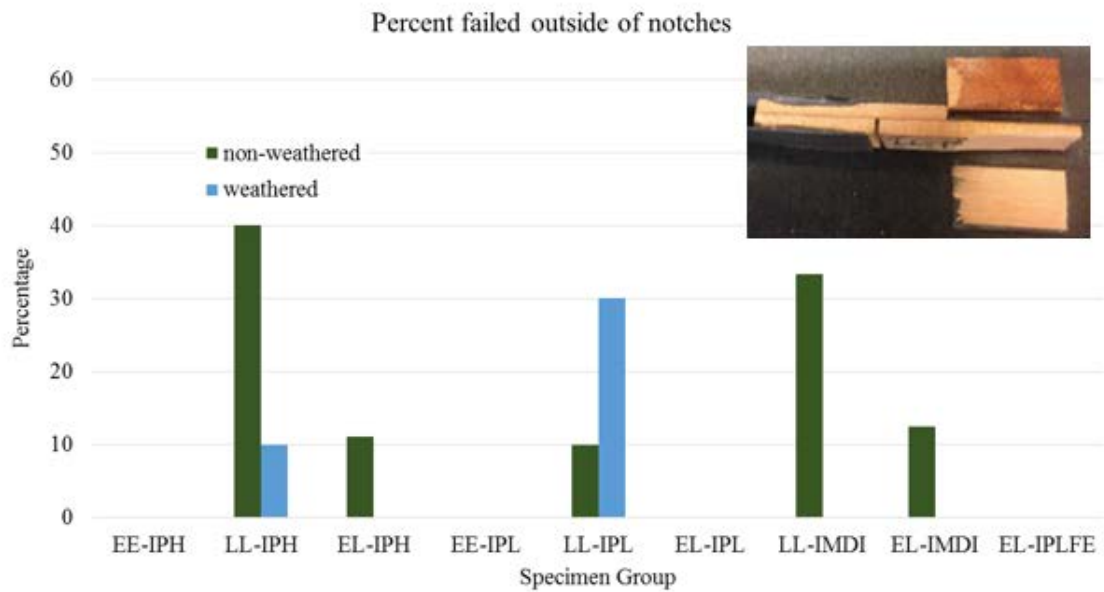 Percent failed outside of notches
60
50
40
30
20
10
0
Percentage
non-weathered
weathered
EE-IPH LL-IPH EL-IPH EE-IPL LL-IPL EL-IPL LL-IMDI EL-IMDI EL-IPLFE
Specimen Group